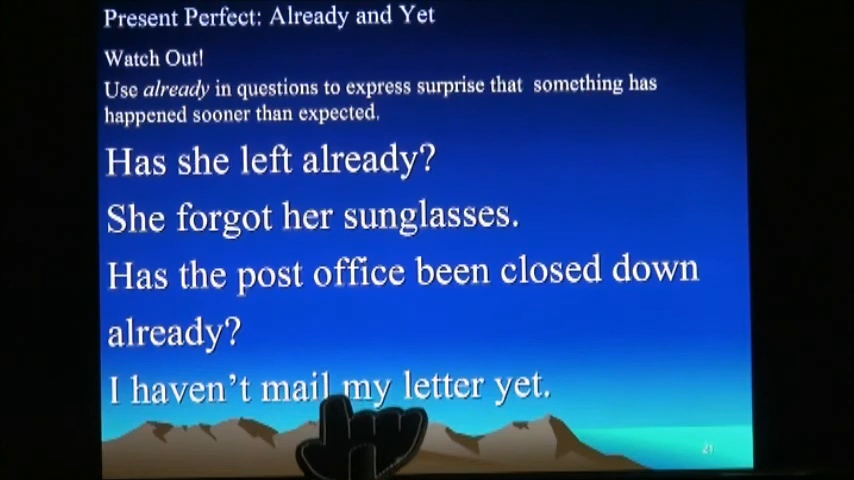 Present Perfect: Already and Yet
Watch Out!
Use already in questions to express surprise that something has
happened sooner than expected.
Has she left already?
She forgot her sunglasses.
Has the post office been closed down
already?
I haven't mail my letter yet.
21